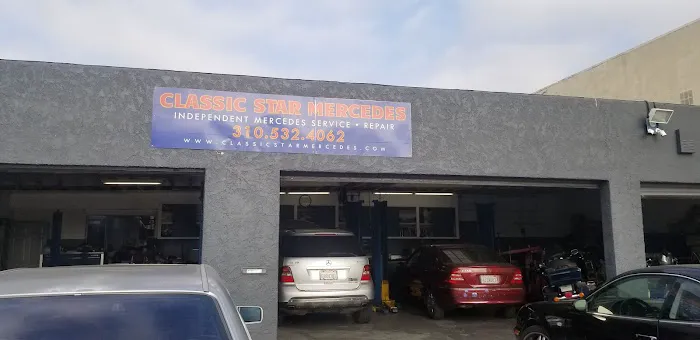 CLASSIC STAR MERCEDES
INDEPENDENT MERCEDES SERVICE • REPAIR
310.532.4062
WWW.CLASSICSTARMERCEDES.COM